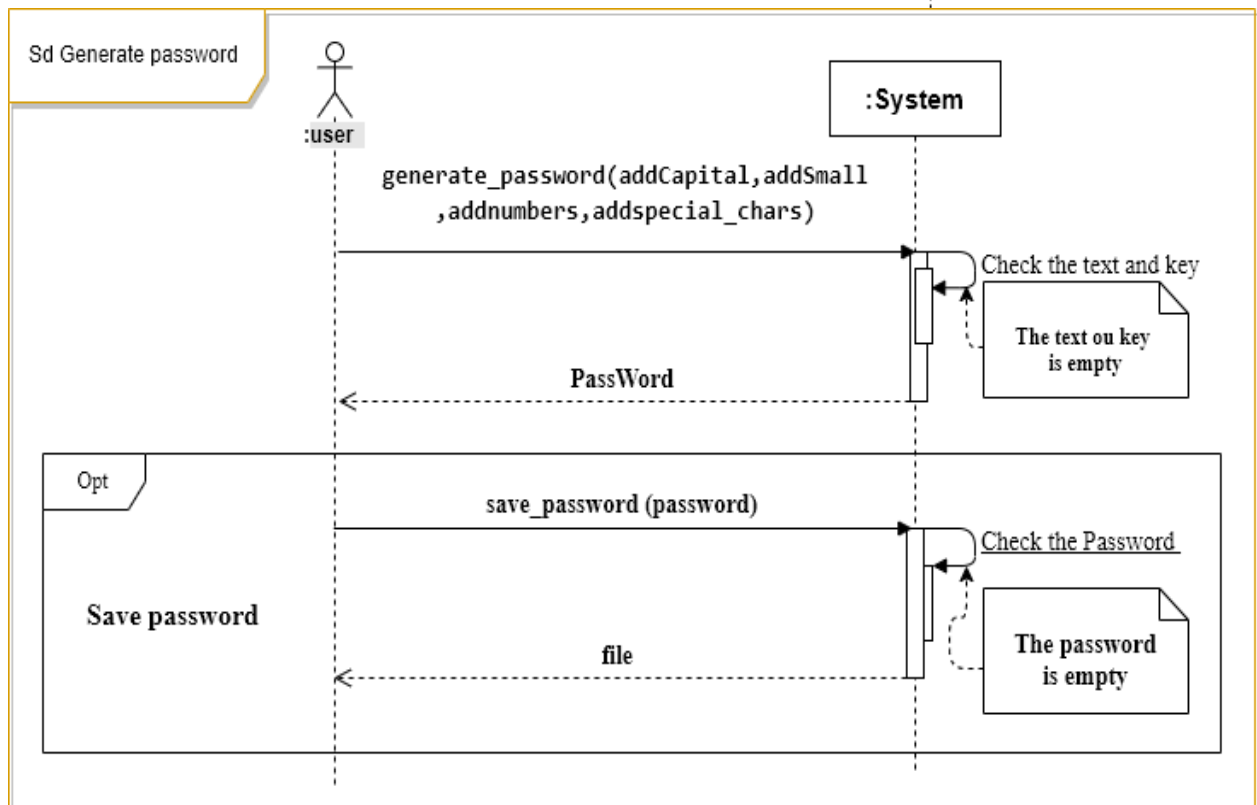 Sd Generate password
:user
:System
generate_password(addCapital,addSmall
,addnumbers,addspecial_chars)
Check the text and key
The text ou key
is empty
PassWord
Opt
save_password (password)
Check the Password
Save password
The password
is empty
file